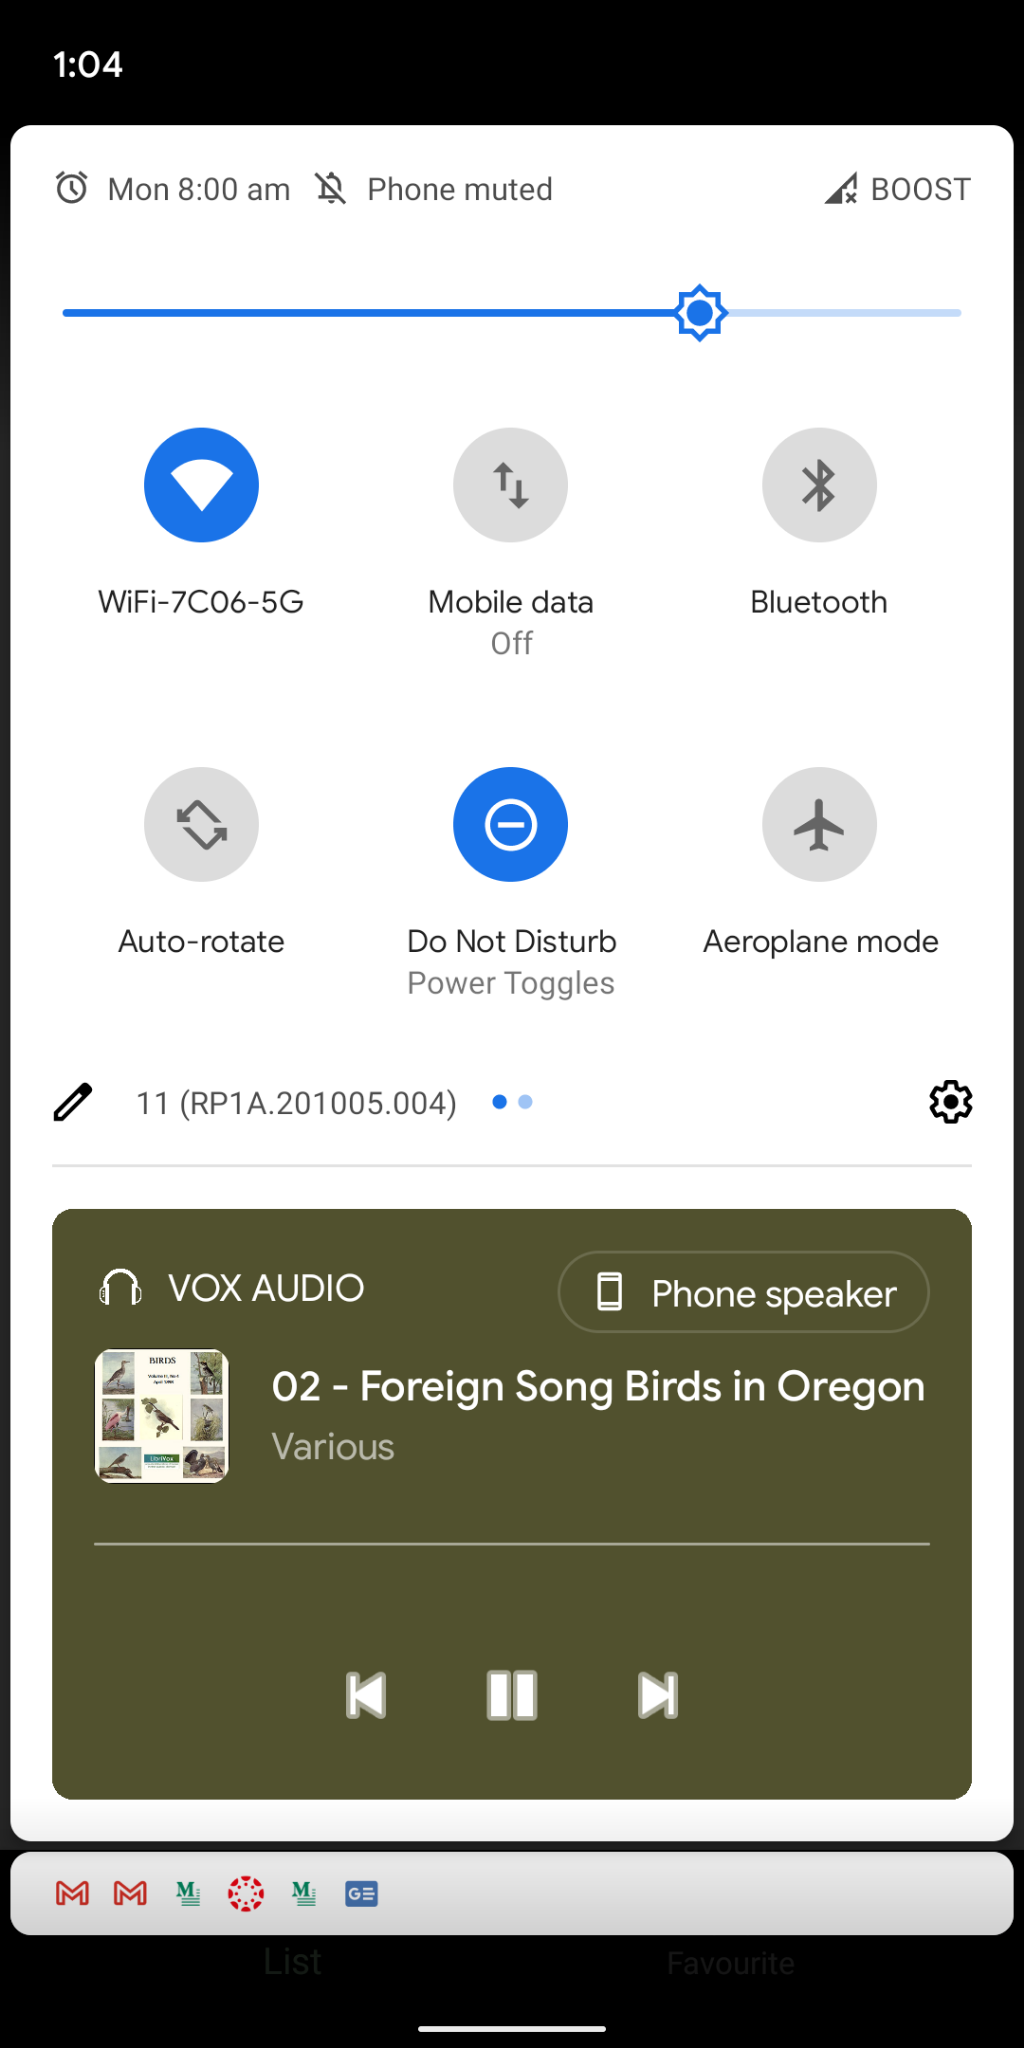 1:04
Mon 8:00 am Phone muted BOOST
WiFi-7C06-5G Mobile data Bluetooth
Off
Auto-rotate Do Not Disturb Aeroplane mode
Power Toggles
11 (RP1A.201005.004)
VOX AUDIO Phone speaker
BIRDS
LibriVox
02 - Foreign Song Birds in Oregon
Various
List Favourite